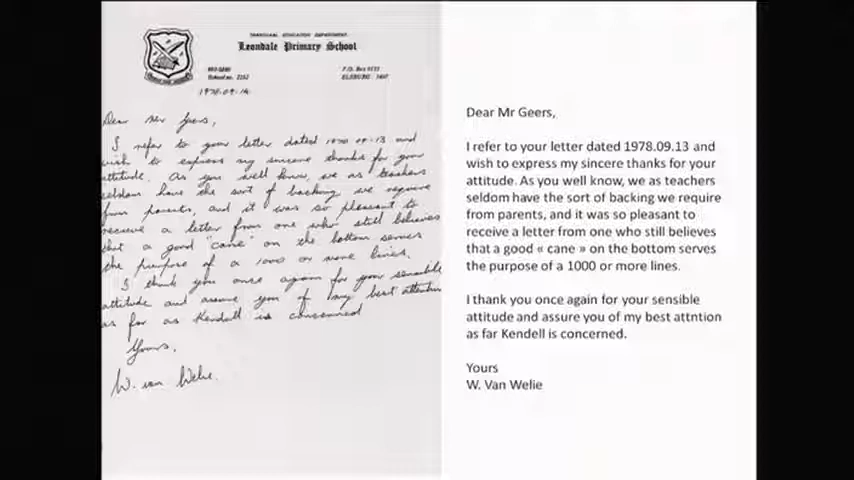 TRANSVAAL EDUCATION DEPARTMENT
Leondale Primary School
P.O. Box
ELSBURG 1407
1978.09.14
Dear Mr Geers,
I refer to your letter dated 1978.09.13 and
wish to express my sincere thanks for your
attitude. As you well know, we as teachers
seldom have the sort of backing we require
from parents, and it was so pleasant to
receive a letter from one who still believes
that a good "cane" on the bottom serves
the purpose of a 1000 or more lines.
I thank you once again for your sensible
attitude and assure you of my best attention
as far as Kendell is concerned
Yours,
W. van Welie.
Dear Mr Geers,
I refer to your letter dated 1978.09.13 and
wish to express my sincere thanks for your
attitude. As you well know, we as teachers
seldom have the sort of backing we require
from parents, and it was so pleasant to
receive a letter from one who still believes
that a good « cane » on the bottom serves
the purpose of a 1000 or more lines.
I thank you once again for your sensible
attitude and assure you of my best attntion
as far Kendell is concerned.
Yours
W. Van Welie